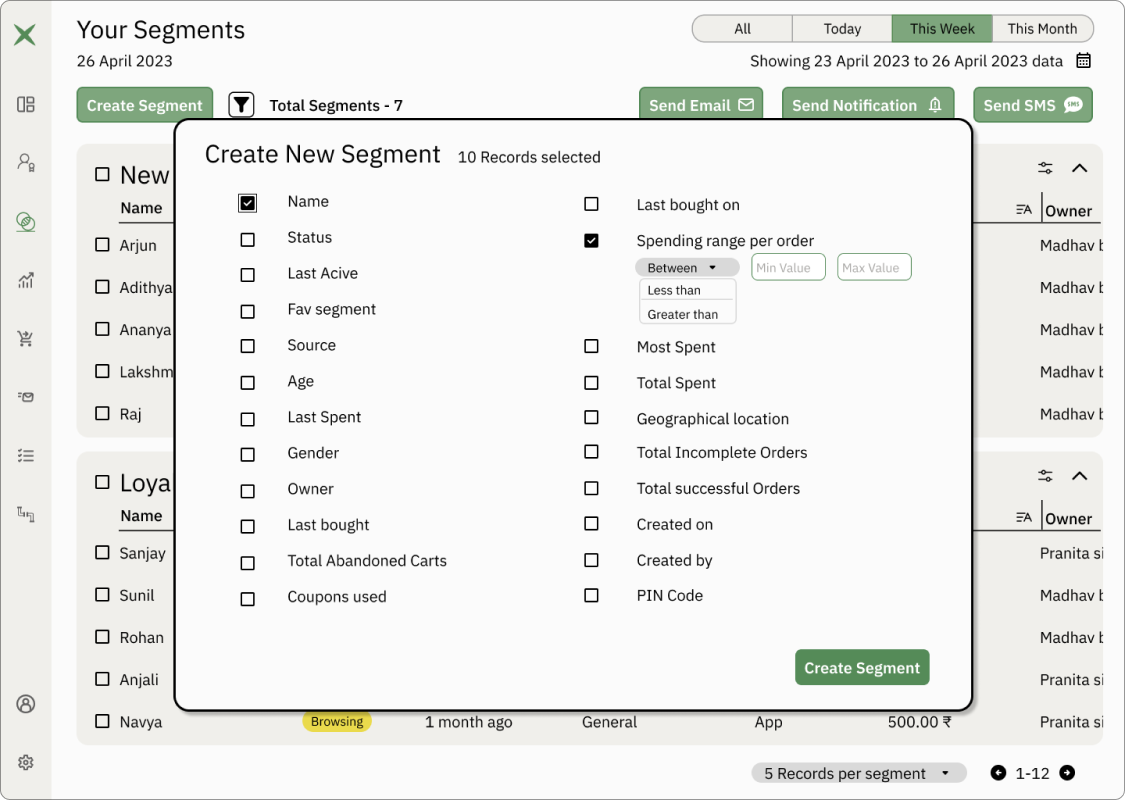 Your Segments
All
Today
This Week
This Month
26 April 2023
Showing 23 April 2023 to 26 April 2023 data
Create Segment
Total Segments - 7
Send Email
Send Notification
Send SMS
SMS
New
Name
Owner
Arjun
Madhav b
Adithya
Madhav b
Ananya
Madhav b
Lakshm
Madhav b
Raj
Madhav b
Loya
Name
Owner
Sanjay
Pranita si
Sunil
Madhav b
Rohan
Madhav b
Anjali
Pranita si
Navya
Browsing
1 month ago
General
App
500.00 ₹
Pranita si
Create New Segment
10 Records selected
Name
Status
Last Acive
Fav segment
Source
Age
Last Spent
Gender
Owner
Last bought
Total Abandoned Carts
Coupons used
Last bought on
Spending range per order
Between
Min Value
Max Value
Less than
Greater than
Most Spent
Total Spent
Geographical location
Total Incomplete Orders
Total successful Orders
Created on
Created by
PIN Code
Create Segment
5 Records per segment
1-12